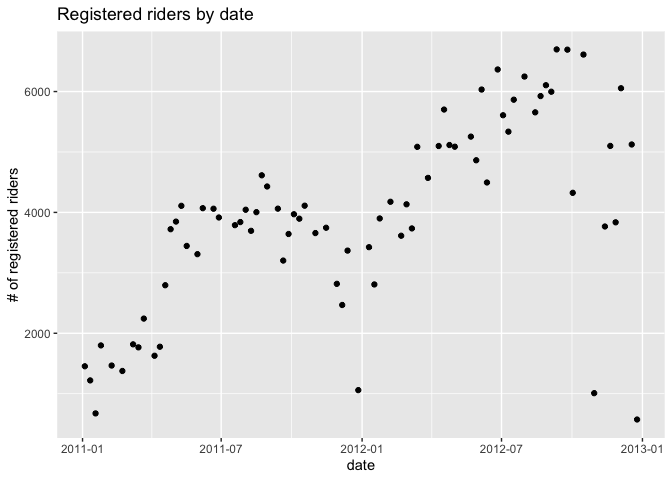 Registered riders by date
# of registered riders
6000
4000
2000
2011-01
2011-07
2012-01
2012-07
2013-01
date